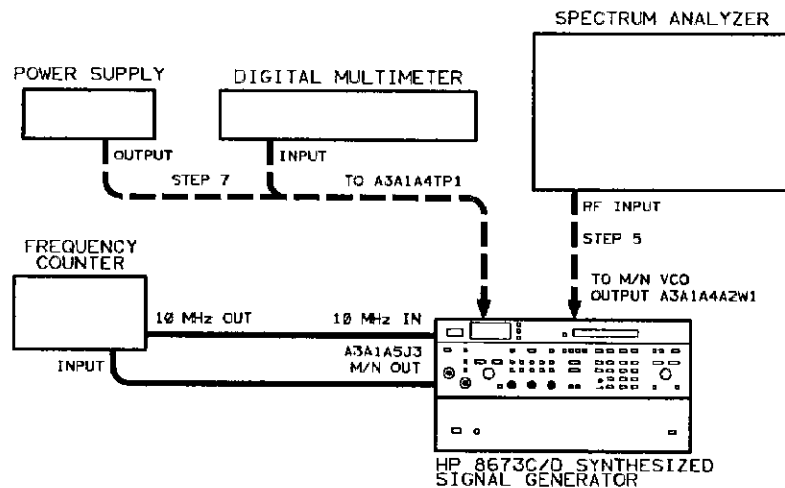 SPECTRUM ANALYZER
POWER SUPPLY
DIGITAL MULTIMETER
OUTPUT
INPUT
STEP 7
TO A3A1A4TP1
RF INPUT
STEP 5
FREQUENCY
COUNTER
TO M/N VCO
OUTPUT A3A1A4A2W1
10 MHz OUT
10 MHz IN
INPUT
A3A1A5J3
M/N OUT
HP 8673C/D SYNTHESIZED
SIGNAL GENERATOR